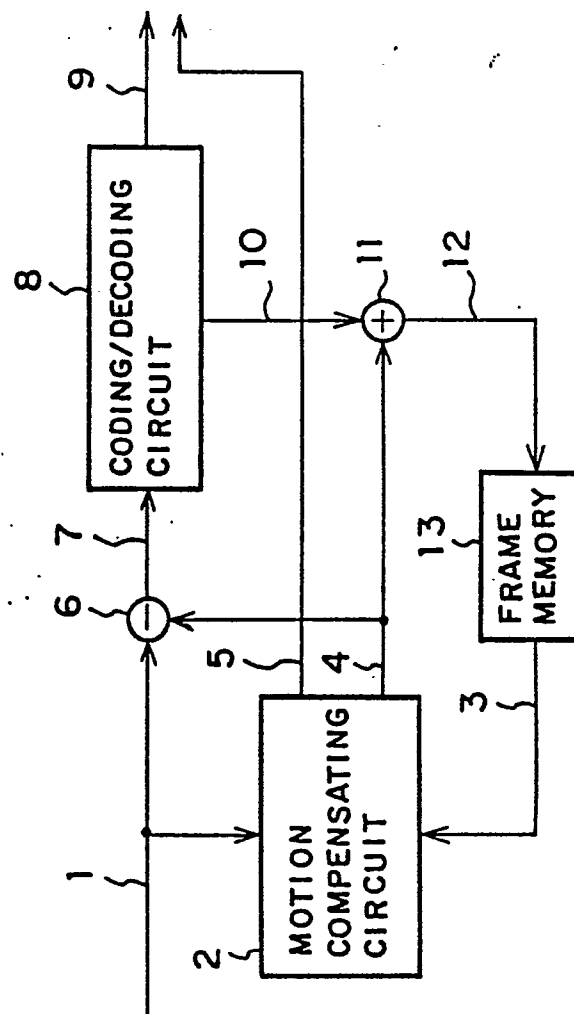 1
2
MOTION
COMPENSATING
CIRCUIT
3
4
5
6
−
7
8
CODING/DECODING
CIRCUIT
9
10
11
+
12
13
FRAME
MEMORY